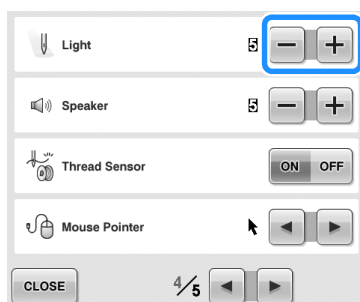 Light 5 − +
Speaker 5 − +
Thread Sensor ON OFF
Mouse Pointer
CLOSE 4/5